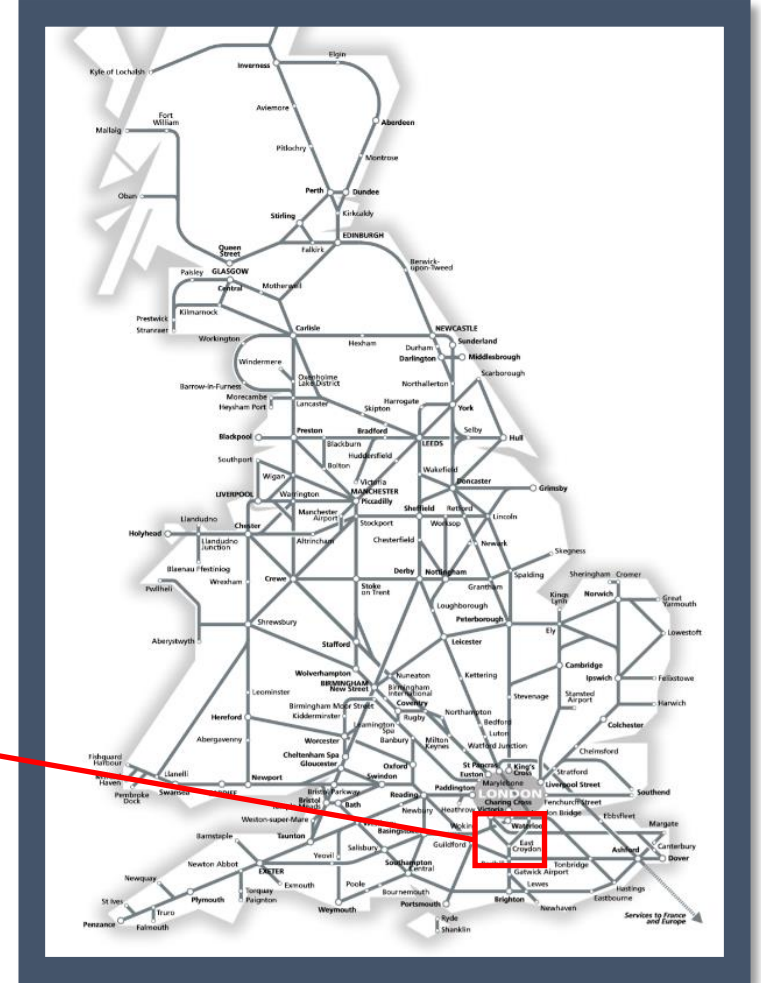 Elgin
Inverness
Kyle of Lochalsh
Aviemore
Fort
William
Mallaig
Aberdeen
Pitlochry
Montrose
Oban
Perth
Dundee
Stirling
Kirkcaldy
EDINBURGH
Queen
Street
Falkirk
Berwick-
upon-Tweed
Paisley
GLASGOW
Central
Motherwell
Prestwick
Kilmarnock
Stranraer
Carlisle
NEWCASTLE
Workington
Hexham
Sunderland
Durham
Darlington
Middlesbrough
Windermere
Scarborough
Oxenholme
Lake District
Barrow-in-Furness
Northallerton
Morecambe
Heysham Port
Lancaster
Harrogate
Skipton
York
Blackpool
Preston
Bradford
Selby
Hull
Blackburn
LEEDS
Huddersfield
Southport
Bolton
Wakefield
Wigan
Victoria
Doncaster
Grimsby
LIVERPOOL
Warrington
MANCHESTER
Piccadilly
Manchester
Airport
Sheffield
Retford
Lincoln
Llandudno
Chester
Stockport
Worksop
Holyhead
Llandudno
Junction
Altrincham
Chesterfield
Newark
Skegness
Blaenau Ffestiniog
Wrexham
Crewe
Derby
Nottingham
Spalding
Sheringham
Cromer
Pwllheli
Stoke
on Trent
Grantham
Kings
Lynn
Norwich
Great
Yarmouth
Loughborough
Shrewsbury
Peterborough
Aberystwyth
Stafford
Leicester
Ely
Lowestoft
Wolverhampton
BIRMINGHAM
New Street
Nuneaton
Kettering
Cambridge
Birmingham
International
Ipswich
Felixstowe
Leominster
Stevenage
Stansted
Airport
Birmingham Moor Street
Coventry
Harwich
Hereford
Kidderminster
Rugby
Northampton
Leamington
Spa
Bedford
Colchester
Abergavenny
Worcester
Banbury
Milton
Keynes
Luton
Watford Junction
Chelmsford
Fishguard
Harbour
Cheltenham Spa
Gloucester
Oxford
St Pancras
King's
Cross
Stratford
Euston
Haven
Llanelli
Newport
Swindon
Marylebone
Liverpool Street
Pembroke
Dock
Swansea
Parkway
Reading
Paddington
LONDON
Southend
Bristol
Bath
Charing Cross
Fenchurch Street
Newbury
Heathrow
Victoria
Ebbsfleet
Weston-super-Mare
Waterloo
Margate
Barnstaple
Taunton
Basingstoke
Guildford
East
Croydon
Canterbury
Salisbury
Ashford
Dover
Newton Abbot
Yeovil
Tonbridge
EXETER
Southampton
Central
Gatwick Airport
Newquay
Exmouth
Poole
Lewes
Hastings
Torquay
Paignton
Bournemouth
Eastbourne
St Ives
Plymouth
Weymouth
Portsmouth
Brighton
Newhaven
Truro
Falmouth
Penzance
Ryde
Shanklin
Services to France
and Europe